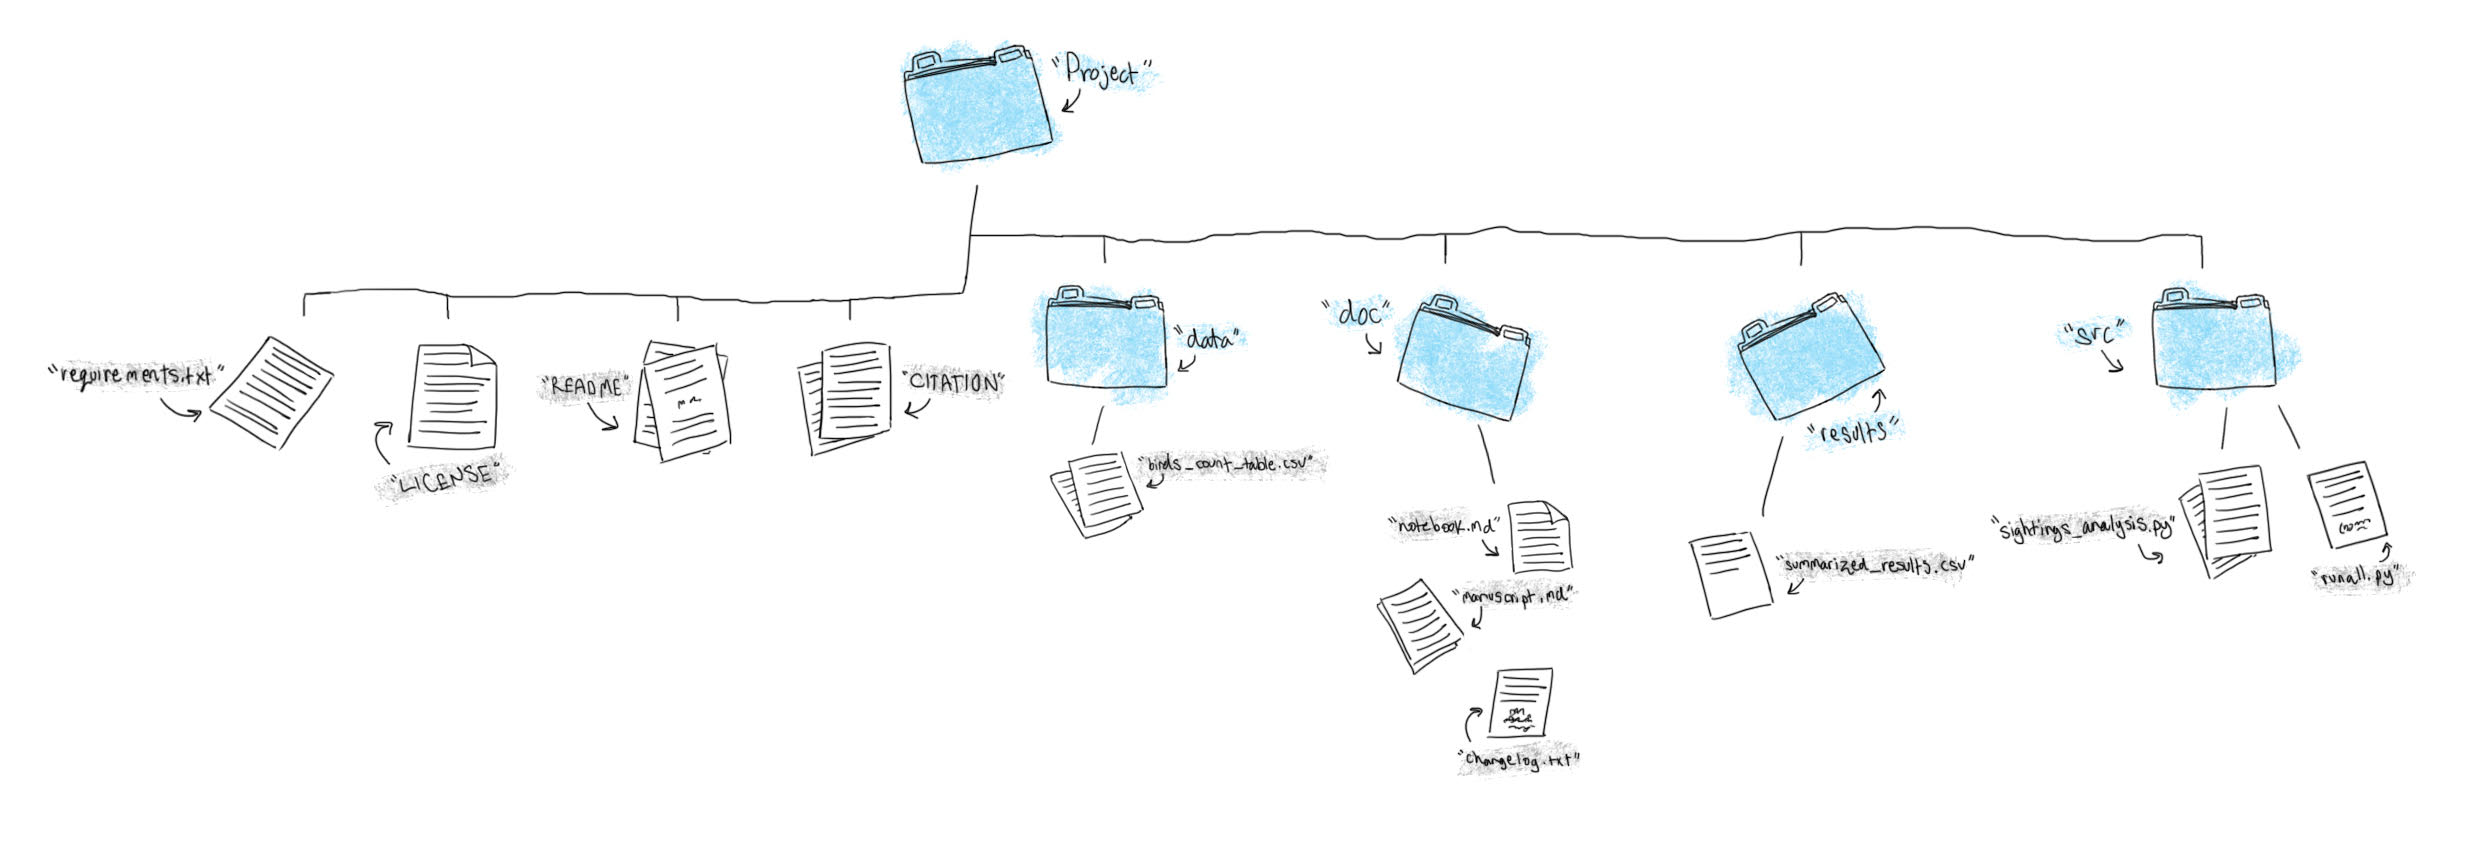 "Project"
"requirements.txt"
"LICENSE"
"README"
"CITATION"
"data"
"birds_count_table.csv"
"doc"
"notebook.md"
"manuscript.md"
"changelog.txt"
"results"
"summarized_results.csv"
"src"
"sightings_analysis.py"
"runall.py"